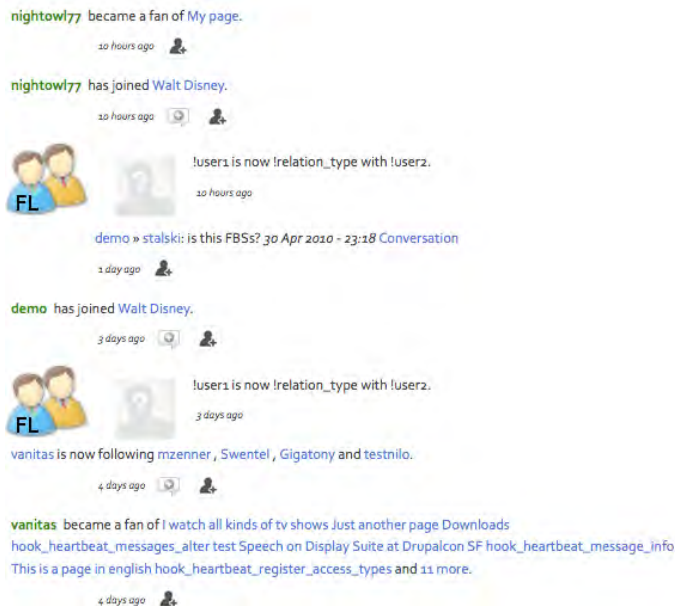 nightowl77 became a fan of My page.
10 hours ago
nightowl77 has joined Walt Disney.
10 hours ago
FL
!user1 is now !relation_type with !user2.
10 hours ago
demo » stalski: is this FBSs? 30 Apr 2010 - 23:18 Conversation
1 day ago
demo has joined Walt Disney.
3 days ago
FL
!user1 is now !relation_type with !user2.
3 days ago
vanitas is now following mzenner , Swentel , Gigatony and testnilo.
4 days ago
vanitas became a fan of I watch all kinds of tv shows Just another page Downloads
hook_heartbeat_messages_alter test Speech on Display Suite at Drupalcon SF hook_heartbeat_message_info
This is a page in english hook_heartbeat_register_access_types and 11 more.
4 days ago